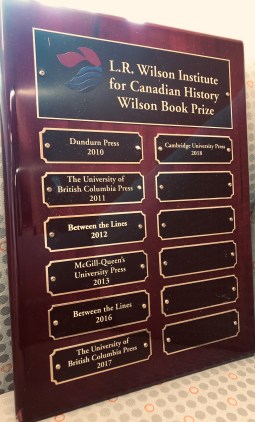 L.R. Wilson Institute
for Canadian History
Wilson Book Prize
Dundurn Press
2010
The University of
British Columbia Press
2011
Between the Lines
2012
McGill-Queen's
University Press
2013
Between the Lines
2016
The University of
British Columbia Press
2017
Cambridge University Press
2018